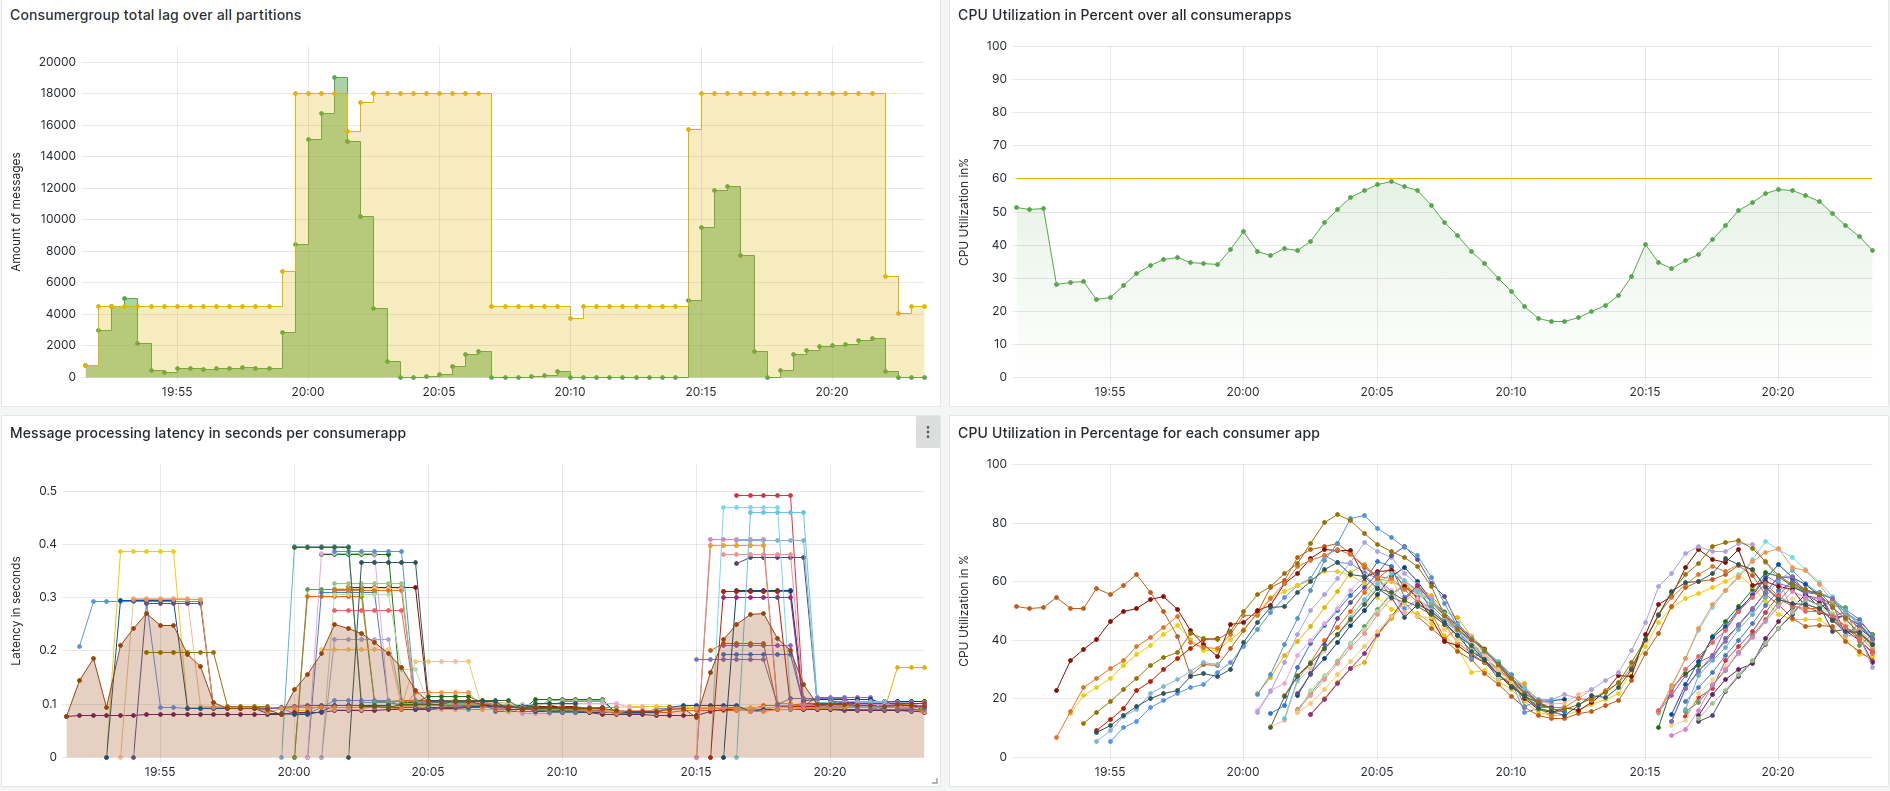 Consumergroup total lag over all partitions
Amount of messages
20000
18000
16000
14000
12000
10000
8000
6000
4000
2000
0
19:55 20:00 20:05 20:10 20:15 20:20
CPU Utilization in Percent over all consumerapps
CPU Utilization in%
100
90
80
70
60
50
40
30
20
10
0
19:55 20:00 20:05 20:10 20:15 20:20
Message processing latency in seconds per consumerapp
Latency in seconds
0.5
0.4
0.3
0.2
0.1
0
19:55 20:00 20:05 20:10 20:15 20:20
CPU Utilization in Percentage for each consumer app
CPU Utilization in %
100
80
60
40
20
0
19:55 20:00 20:05 20:10 20:15 20:20